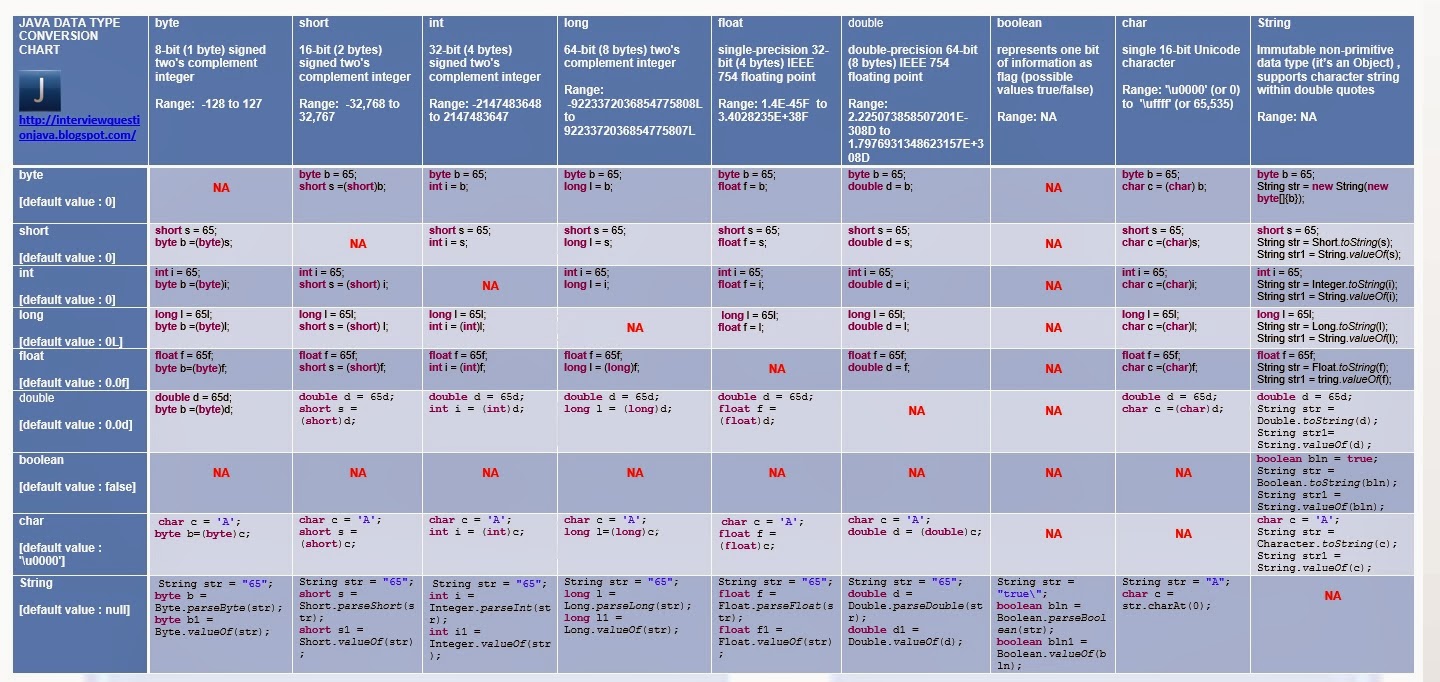 JAVA DATA TYPE
CONVERSION
CHART
J
http://interviewquesti
onjava.blogspot.com/
byte
8-bit (1 byte) signed
two's complement
integer
Range: -128 to 127
short
16-bit (2 bytes)
signed two's
complement integer
Range: -32,768 to
32,767
int
32-bit (4 bytes)
signed two's
complement integer
Range: -2147483648
to 2147483647
long
64-bit (8 bytes) two's
complement integer
Range:
-9223372036854775808L
to
9223372036854775807L
float
single-precision 32-
bit (4 bytes) IEEE
754 floating point
Range: 1.4E-45F to
3.4028235E+38F
double
double-precision 64-bit
(8 bytes) IEEE 754
floating point
Range:
2.225073858507201E-
308D to
1.7976931348623157E+3
08D
boolean
represents one bit
of information as
flag (possible
values true/false)
Range: NA
char
single 16-bit Unicode
character
Range: '\u0000' (or 0)
to '\uffff' (or 65,535)
String
Immutable non-primitive
data type (it's an Object) ,
supports character string
within double quotes
Range: NA
byte
[default value : 0]
NA
byte b = 65;
short s =(short)b;
byte b = 65;
int i = b;
byte b = 65;
long l = b;
byte b = 65;
float f = b;
byte b = 65;
double d = b;
NA
byte b = 65;
char c = (char) b;
byte b = 65;
String str = new String(new
byte[]{b});
short
[default value : 0]
short s = 65;
byte b =(byte)s;
NA
short s = 65;
int i = s;
short s = 65;
long l = s;
short s = 65;
float f = s;
short s = 65;
double d = s;
NA
short s = 65;
char c =(char)s;
short s = 65;
String str = Short.toString(s);
String str1 = String.valueOf(s);
int
[default value : 0]
int i = 65;
byte b =(byte)i;
int i = 65;
short s = (short) i;
NA
int i = 65;
long l = i;
int i = 65;
float f = i;
int i = 65;
double d = i;
NA
int i = 65;
char c =(char)i;
int i = 65;
String str = Integer.toString(i);
String str1 = String.valueOf(i);
long
[default value : 0L]
long l = 65l;
byte b =(byte)l;
long l = 65l;
short s = (short) l;
long l = 65l;
int i = (int)l;
NA
long l = 65l;
float f = l;
long l = 65l;
double d = l;
NA
long l = 65l;
char c =(char)l;
long l = 65l;
String str = Long.toString(l);
String str1 = String.valueOf(l);
float
[default value : 0.0f]
float f = 65f;
byte b=(byte)f;
float f = 65f;
short s = (short)f;
float f = 65f;
int i = (int)f;
float f = 65f;
long l = (long)f;
NA
float f = 65f;
double d = f;
NA
float f = 65f;
char c =(char)f;
float f = 65f;
String str = Float.toString(f);
String str1 = tring.valueOf(f);
double
[default value : 0.0d]
double d = 65d;
byte b =(byte)d;
double d = 65d;
short s =
(short)d;
double d = 65d;
int i = (int)d;
double d = 65d;
long l = (long)d;
double d = 65d;
float f =
(float)d;
NA
NA
double d = 65d;
char c =(char)d;
double d = 65d;
String str =
Double.toString(d);
String str1=
String.valueOf(d);
boolean
[default value : false]
NA
NA
NA
NA
NA
NA
NA
NA
boolean bln = true;
String str =
Boolean.toString(bln);
String str1 =
String.valueOf(bln);
char
[default value :
'\u0000']
char c = 'A';
byte b=(byte)c;
char c = 'A';
short s =
(short)c;
char c = 'A';
int i = (int)c;
char c = 'A';
long l=(long)c;
char c = 'A';
float f =
(float)c;
char c = 'A';
double d = (double)c;
NA
NA
char c = 'A';
String str =
Character.toString(c);
String str1 =
String.valueOf(c);
String
[default value : null]
String str = "65";
byte b =
Byte.parseByte(str);
byte b1 =
Byte.valueOf(str);
String str = "65";
short s =
Short.parseShort(s
tr);
short s1 =
Short.valueOf(str)
;
String str = "65";
int i =
Integer.parseInt(st
r);
int i1 =
Integer.valueOf(str
);
String str = "65";
long l =
Long.parseLong(str);
long l1 =
Long.valueOf(str);
String str = "65";
float f =
Float.parseFloat(s
tr);
float f1 =
Float.valueOf(str)
;
String str = "65";
double d =
Double.parseDouble(st
r);
double d1 =
Double.valueOf(d);
String str =
"true\";
boolean bln =
Boolean.parseBool
ean(str);
boolean bln1 =
Boolean.valueOf(b
ln);
String str = "A";
char c =
str.charAt(0);
NA